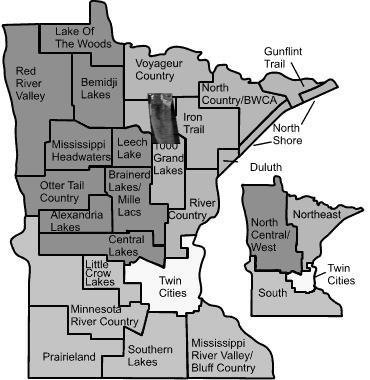 Lake Of
The Woods
Voyageur
Country
Gunflint
Trail
Red
River
Valley
Bemidji
Lakes
North
Country/BWCA
Iron
Trail
North
Shore
Mississippi
Headwaters
Leech
Lake
1000
Grand
Lakes
Duluth
Otter Tail
Country
Brainerd
Lakes/
Mille
Lacs
River
Country
Alexandria
Lakes
Central
Lakes
North
Central/
West
Northeast
Little
Crow
Lakes
Twin
Cities
Twin
Cities
South
Minnesota
River Country
Prairieland
Southern
Lakes
Mississippi
River Valley/
Bluff Country